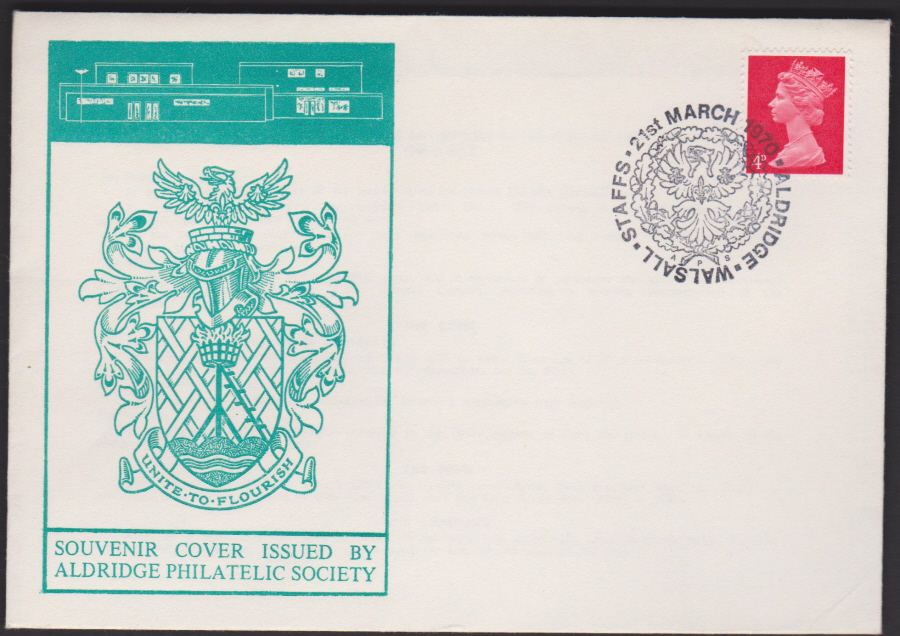 UNITE·TO·FLOURISH
SOUVENIR COVER ISSUED BY
ALDRIDGE PHILATELIC SOCIETY
4D
21st MARCH 1970 · ALDRIDGE · WALSALL · STAFFS ·
A P S